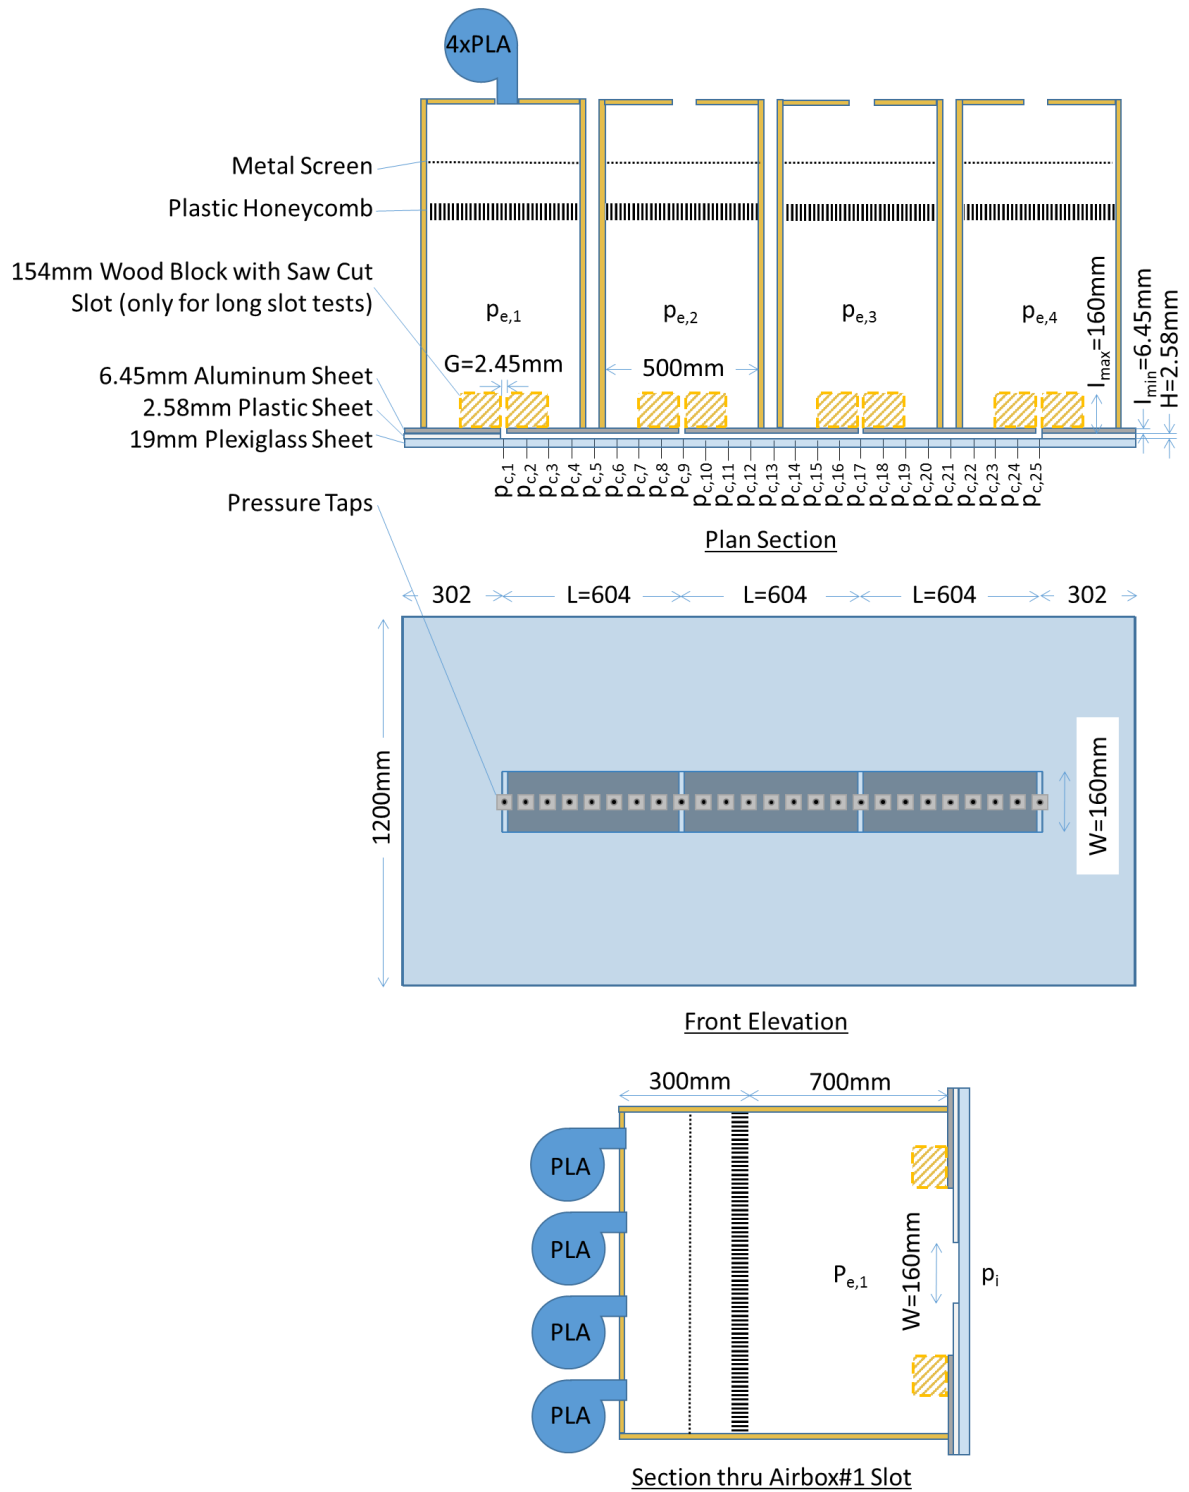 4xPLA
Metal Screen
Plastic Honeycomb
154mm Wood Block with Saw Cut
Slot (only for long slot tests)
6.45mm Aluminum Sheet
2.58mm Plastic Sheet
19mm Plexiglass Sheet
Pressure Taps
pe,1
pe,2
pe,3
pe,4
G=2.45mm
500mm
lmax=160mm
lmin=6.45mm
H=2.58mm
pc,1
pc,2
pc,3
pc,4
pc,5
pc,6
pc,7
pc,8
pc,9
pc,10
pc,11
pc,12
pc,13
pc,14
pc,15
pc,16
pc,17
pc,18
pc,19
pc,20
pc,21
pc,22
pc,23
pc,24
pc,25
Plan Section
302
L=604
L=604
L=604
302
1200mm
W=160mm
Front Elevation
300mm
700mm
PLA
PLA
PLA
PLA
Pe,1
W=160mm
pi
Section thru Airbox#1 Slot